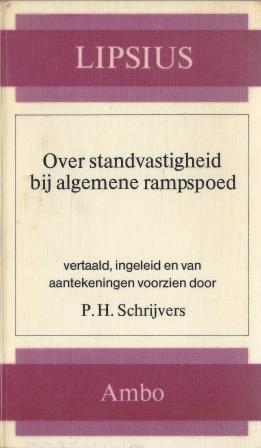 LIPSIUS
Over standvastigheid
bij algemene rampspoed
vertaald, ingeleid en van
aantekeningen voorzien door
P. H. Schrijvers
Ambo